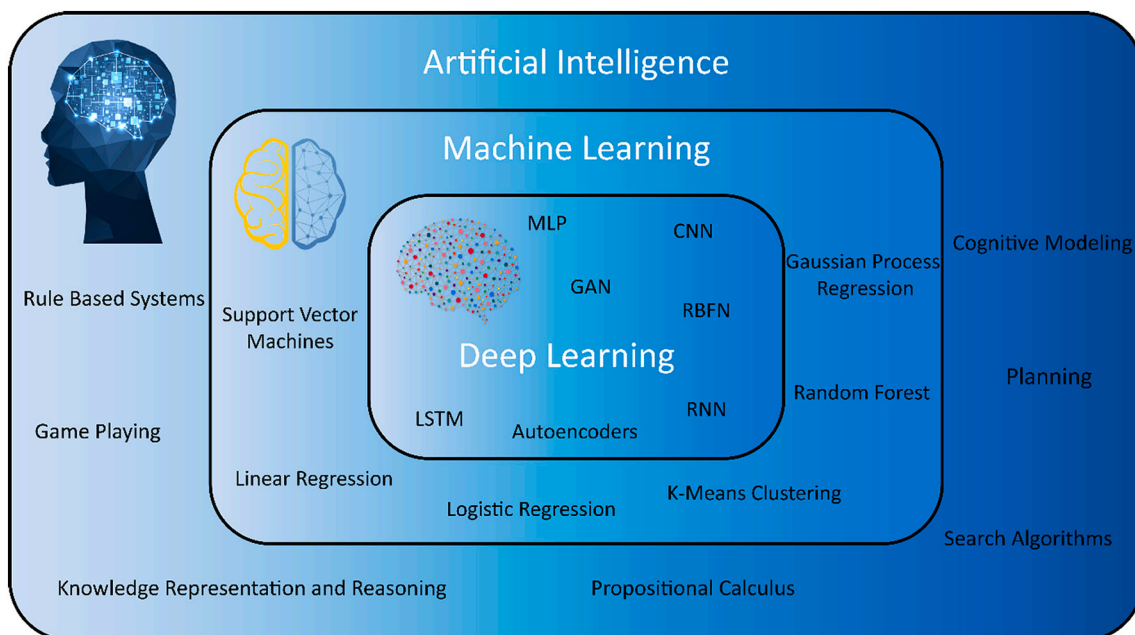 Artificial Intelligence
Machine Learning
MLP
CNN
Cognitive Modeling
Gaussian Process
Regression
GAN
Rule Based Systems
RBFN
Support Vector
Machines
Deep Learning
Planning
Random Forest
RNN
LSTM
Autoencoders
Game Playing
Linear Regression
K-Means Clustering
Logistic Regression
Search Algorithms
Knowledge Representation and Reasoning
Propositional Calculus